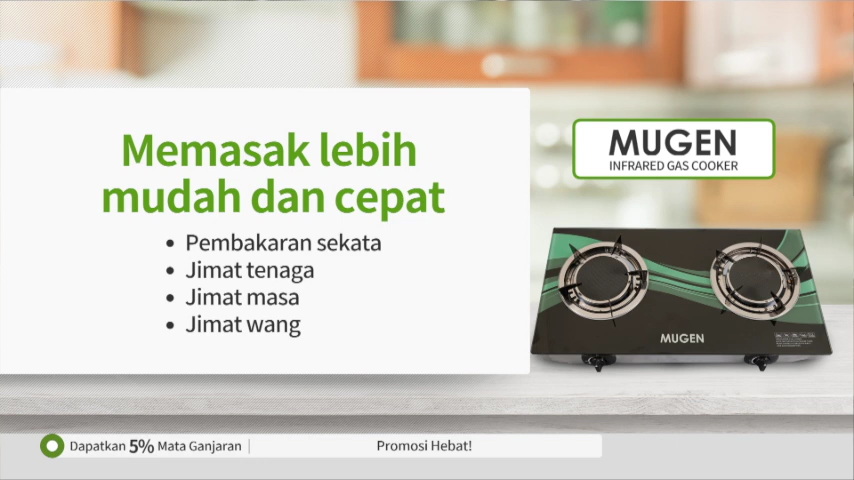 Memasak lebih
mudah dan cepat
• Pembakaran sekata
• Jimat tenaga
• Jimat masa
• Jimat wang
MUGEN
INFRARED GAS COOKER
MUGEN
Dapatkan 5% Mata Ganjaran
Promosi Hebat!